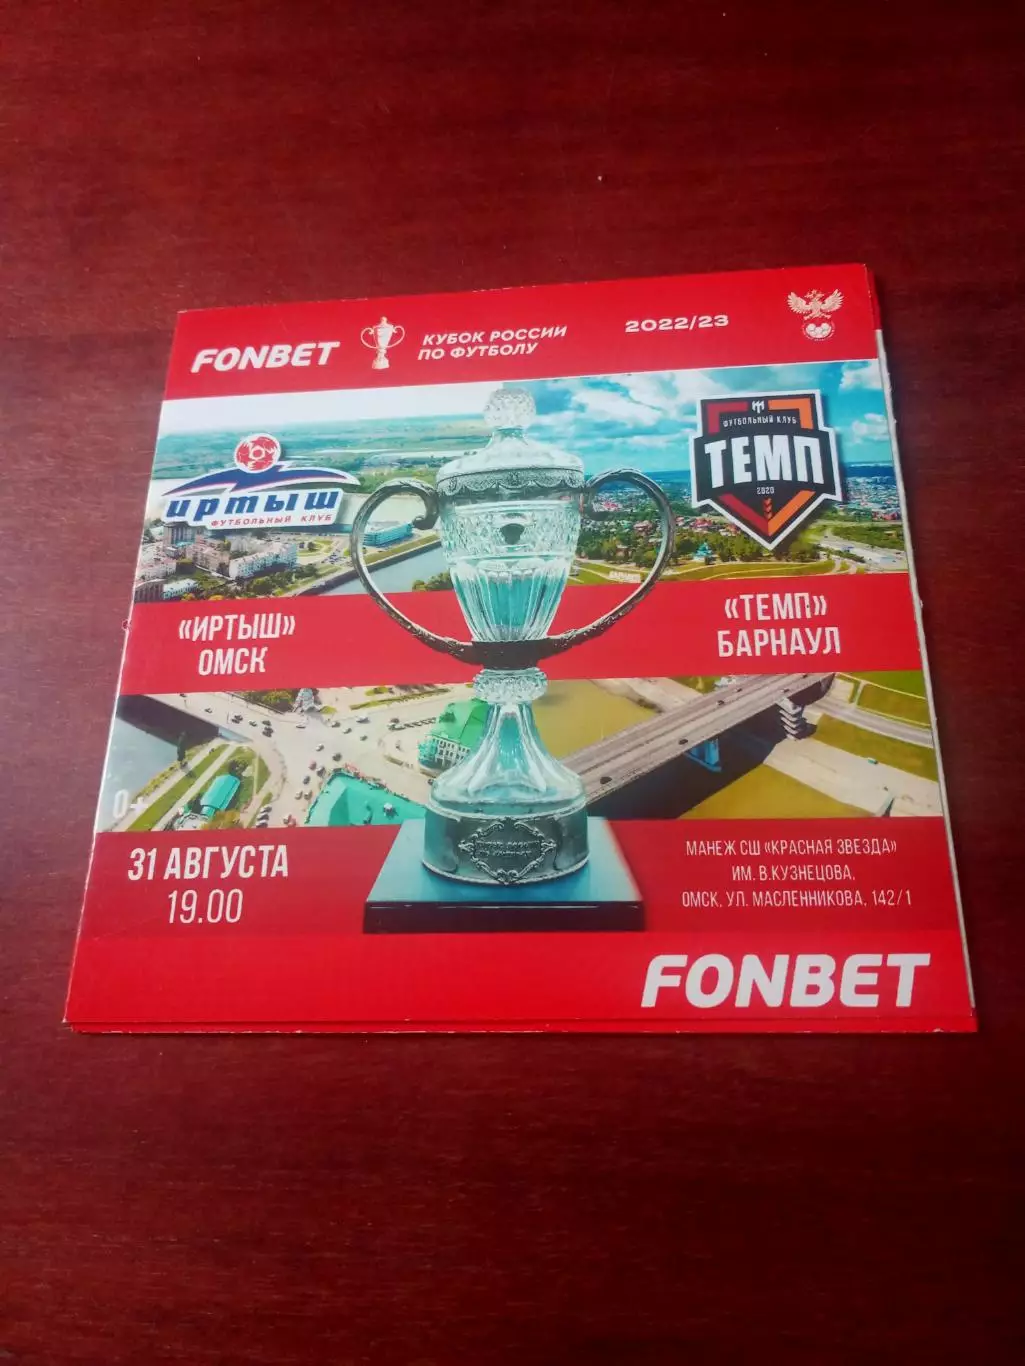 FONBET
КУБОК РОССИИ
ПО ФУТБОЛУ
2022/23
иртыш
ФУТБОЛЬНЫЙ КЛУБ
ФУТБОЛЬНЫЙ КЛУБ
ТЕМП
2020
«ИРТЫШ»
ОМСК
«ТЕМП»
БАРНАУЛ
0+
31 АВГУСТА
19.00
МАНЕЖ СШ «КРАСНАЯ ЗВЕЗДА»
ИМ. В.КУЗНЕЦОВА,
ОМСК, УЛ. МАСЛЕННИКОВА, 142/1
FONBET